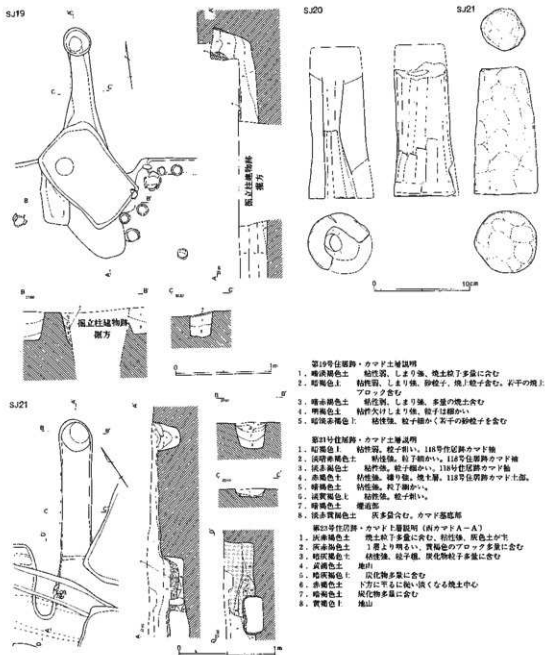 SJ19
SJ20
SJ21
掘立柱建物跡
掘方
掘立柱建物跡
掘方
0 10cm
0 1m
SJ21
0 1m
第19号住居跡・カマド土層説明
1. 暗淡褐色土 粘性弱、しまり強、焼土粒子多量に含む
2. 暗褐色土 粘性弱、しまり強、砂粒子、焼土粒子含む。若干の焼土
ブロック含む
3. 暗赤褐色土 粘性弱、しまり強、多量の焼土含む
4. 明褐色土 粘性欠けしまり強、粒子は細かい
5. 暗淡赤褐色土 粘性強、粒子細かく若干の砂粒子を含む
第21号住居跡・カマド土層説明
1. 暗褐色土 粘性弱、粒子粗い。118号住居跡カマド袖
2. 淡暗赤褐色土 粘性強。粒子細かい。118号住居跡カマド袖
3. 淡赤褐色土 粘性強。粒子細かい。118号住居跡カマド袖
4. 赤褐色土 粘性強。焼土層。118号住居跡カマド土部。
5. 暗褐色土 粘性強。粒子細かい。
6. 淡黄褐色土 粘性強。粒子粗い。
7. 暗褐色土 煙道部
8. 淡赤黄褐色土 灰多量含む。カマド基底部
第23号住居跡・カマド土層説明(西カマドA-A')
1. 灰赤褐色土 焼土粒子多量に含む、粘性強、灰色土が主
2. 灰赤褐色土 1層より明るい、黄褐色のブロック多量に含む
3. 暗灰褐色土 粘性強、粒子粗、炭化物粒子多量に含む
4. 黄褐色土 地山
5. 暗灰褐色土 炭化物多量に含む
6. 赤褐色土 下方に至るに従い淡くなる焼土中心
7. 暗褐色土 炭化物多量に含む
8. 黄褐色土 地山